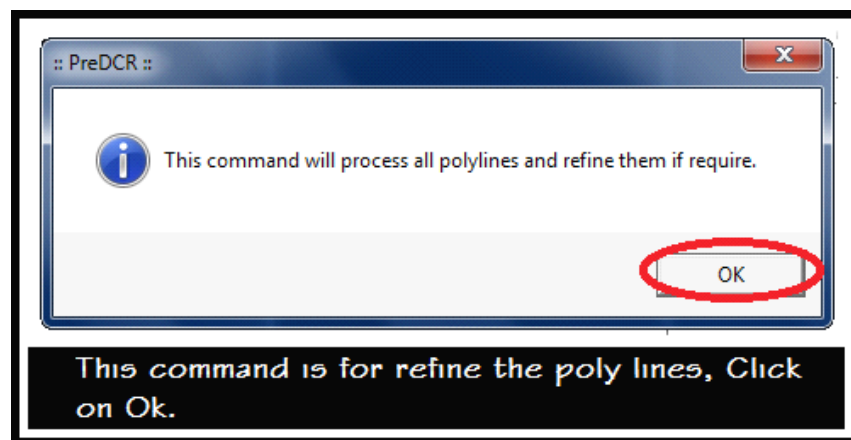 :: PreDCR ::
This command will process all polylines and refine them if require.
OK
This command is for refine the poly lines, Click
on Ok.